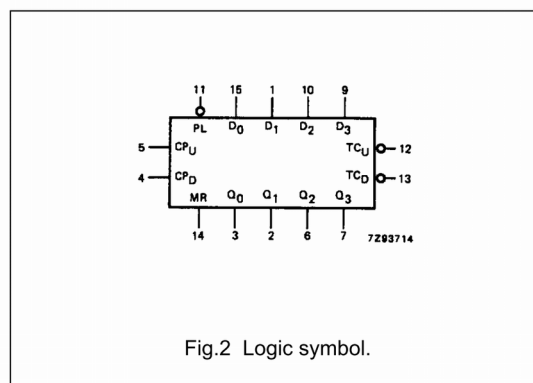 11 15 1 10 9
PL D0 D1 D2 D3
5 CPU TCU 12
4 CPD TCD 13
MR Q0 Q1 Q2 Q3
14 3 2 6 7 7Z93714
Fig.2 Logic symbol.